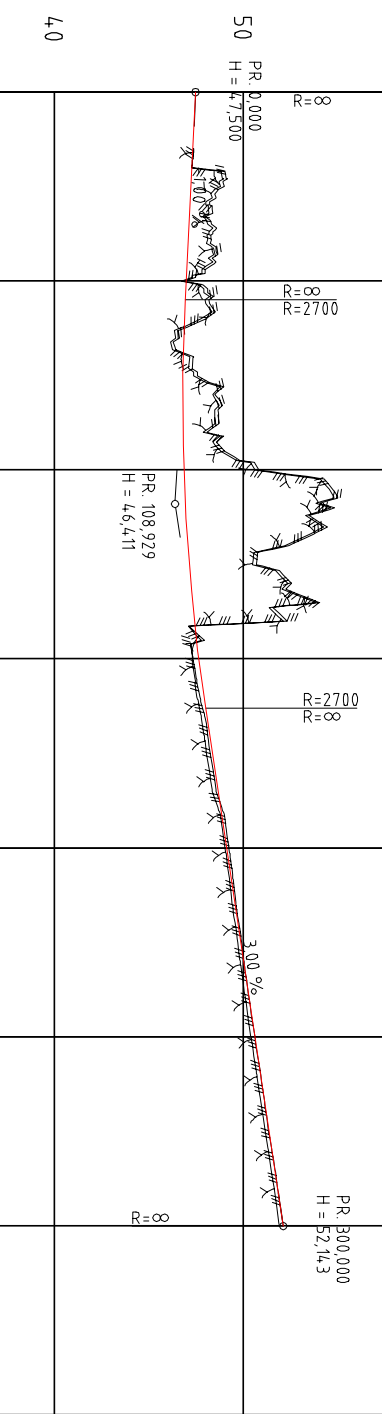 40
50
PR. 0,000
H = 47,500
R=∞
1,00 %
R=∞
R=2700
PR. 108,929
H = 46,411
R=2700
R=∞
3,00 %
PR. 300,000
H = 52,143
R=∞